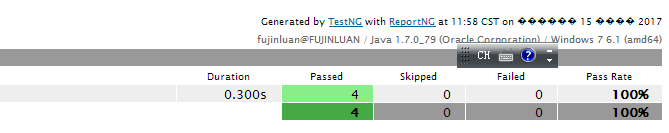 Generated by TestNG with ReportNG at 11:58 CST on ������ 15 ���� 2017
fujinluan@FUJINLUAN / Java 1.7.0_79 (Oracle Corporation) / Windows 7 6.1 (amd64)
CH
Duration Passed Skipped Failed Pass Rate
0.300s 4 0 0 100%
4 0 0 100%